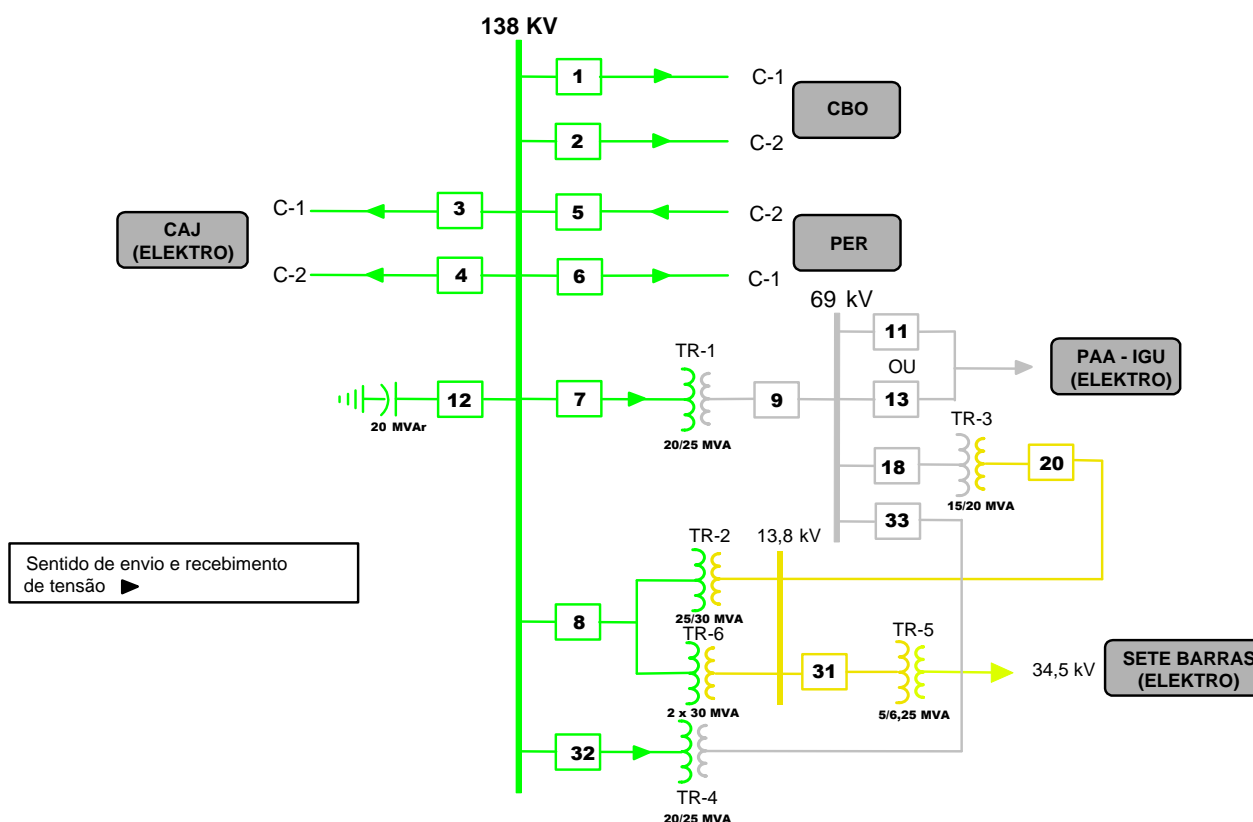 138 KV
1
C-1
CBO
2
C-2
C-1
3
5
C-2
CAJ
(ELEKTRO)
PER
C-2
4
6
C-1
69 kV
11
TR-1
OU
PAA - IGU
(ELEKTRO)
12
7
9
13
20 MVAr
20/25 MVA
TR-3
18
20
15/20 MVA
33
TR-2
13,8 kV
Sentido de envio e recebimento
de tensão
8
25/30 MVA
TR-6
TR-5
31
34,5 kV
SETE BARRAS
(ELEKTRO)
2 x 30 MVA
5/6,25 MVA
32
TR-4
20/25 MVA